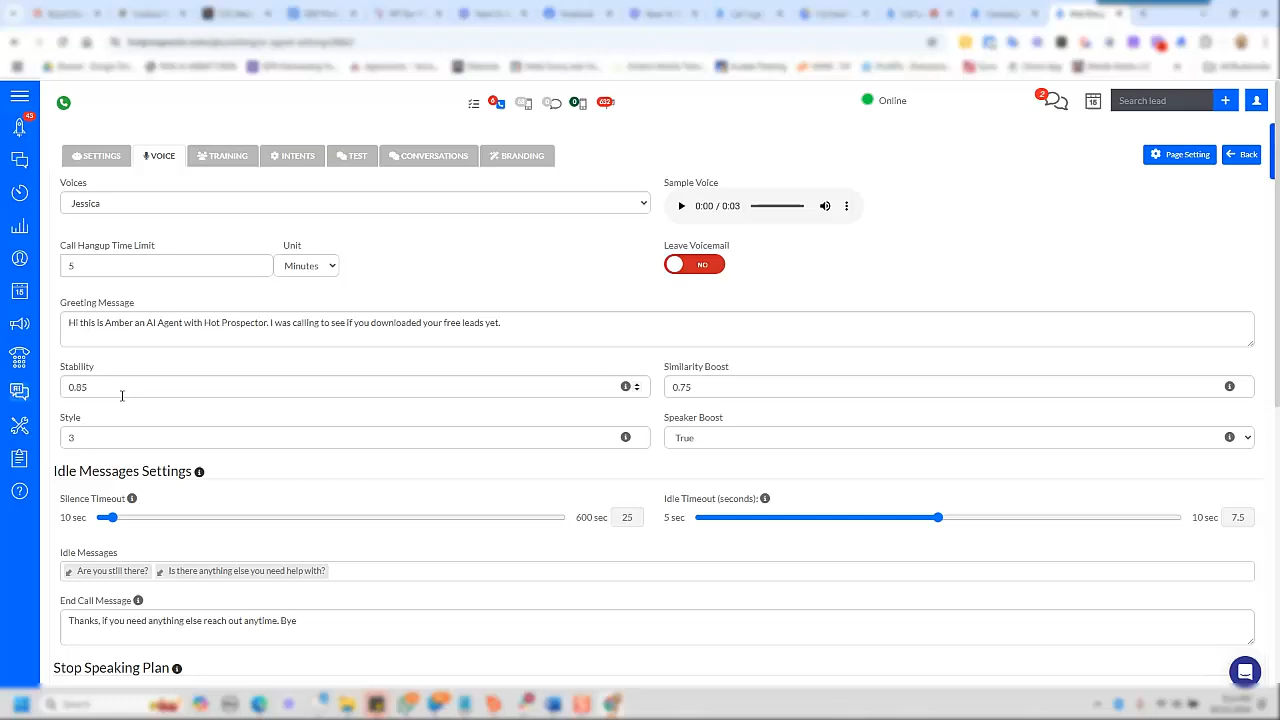 43
632
Online
2
Search lead
SETTINGS
VOICE
TRAINING
INTENTS
TEST
CONVERSATIONS
BRANDING
Page Setting
Back
Voices
Sample Voice
Jessica
0:00 / 0:03
Call Hangup Time Limit
Unit
Leave Voicemail
5
Minutes
NO
Greeting Message
Hi this is Amber an AI Agent with Hot Prospector. I was calling to see if you downloaded your free leads yet.
Stability
Similarity Boost
0.85
0.75
Style
Speaker Boost
3
True
Idle Messages Settings
Silence Timeout
Idle Timeout (seconds):
10 sec
600 sec
25
5 sec
10 sec
7.5
Idle Messages
Are you still there?
Is there anything else you need help with?
End Call Message
Thanks, if you need anything else reach out anytime. Bye
Stop Speaking Plan